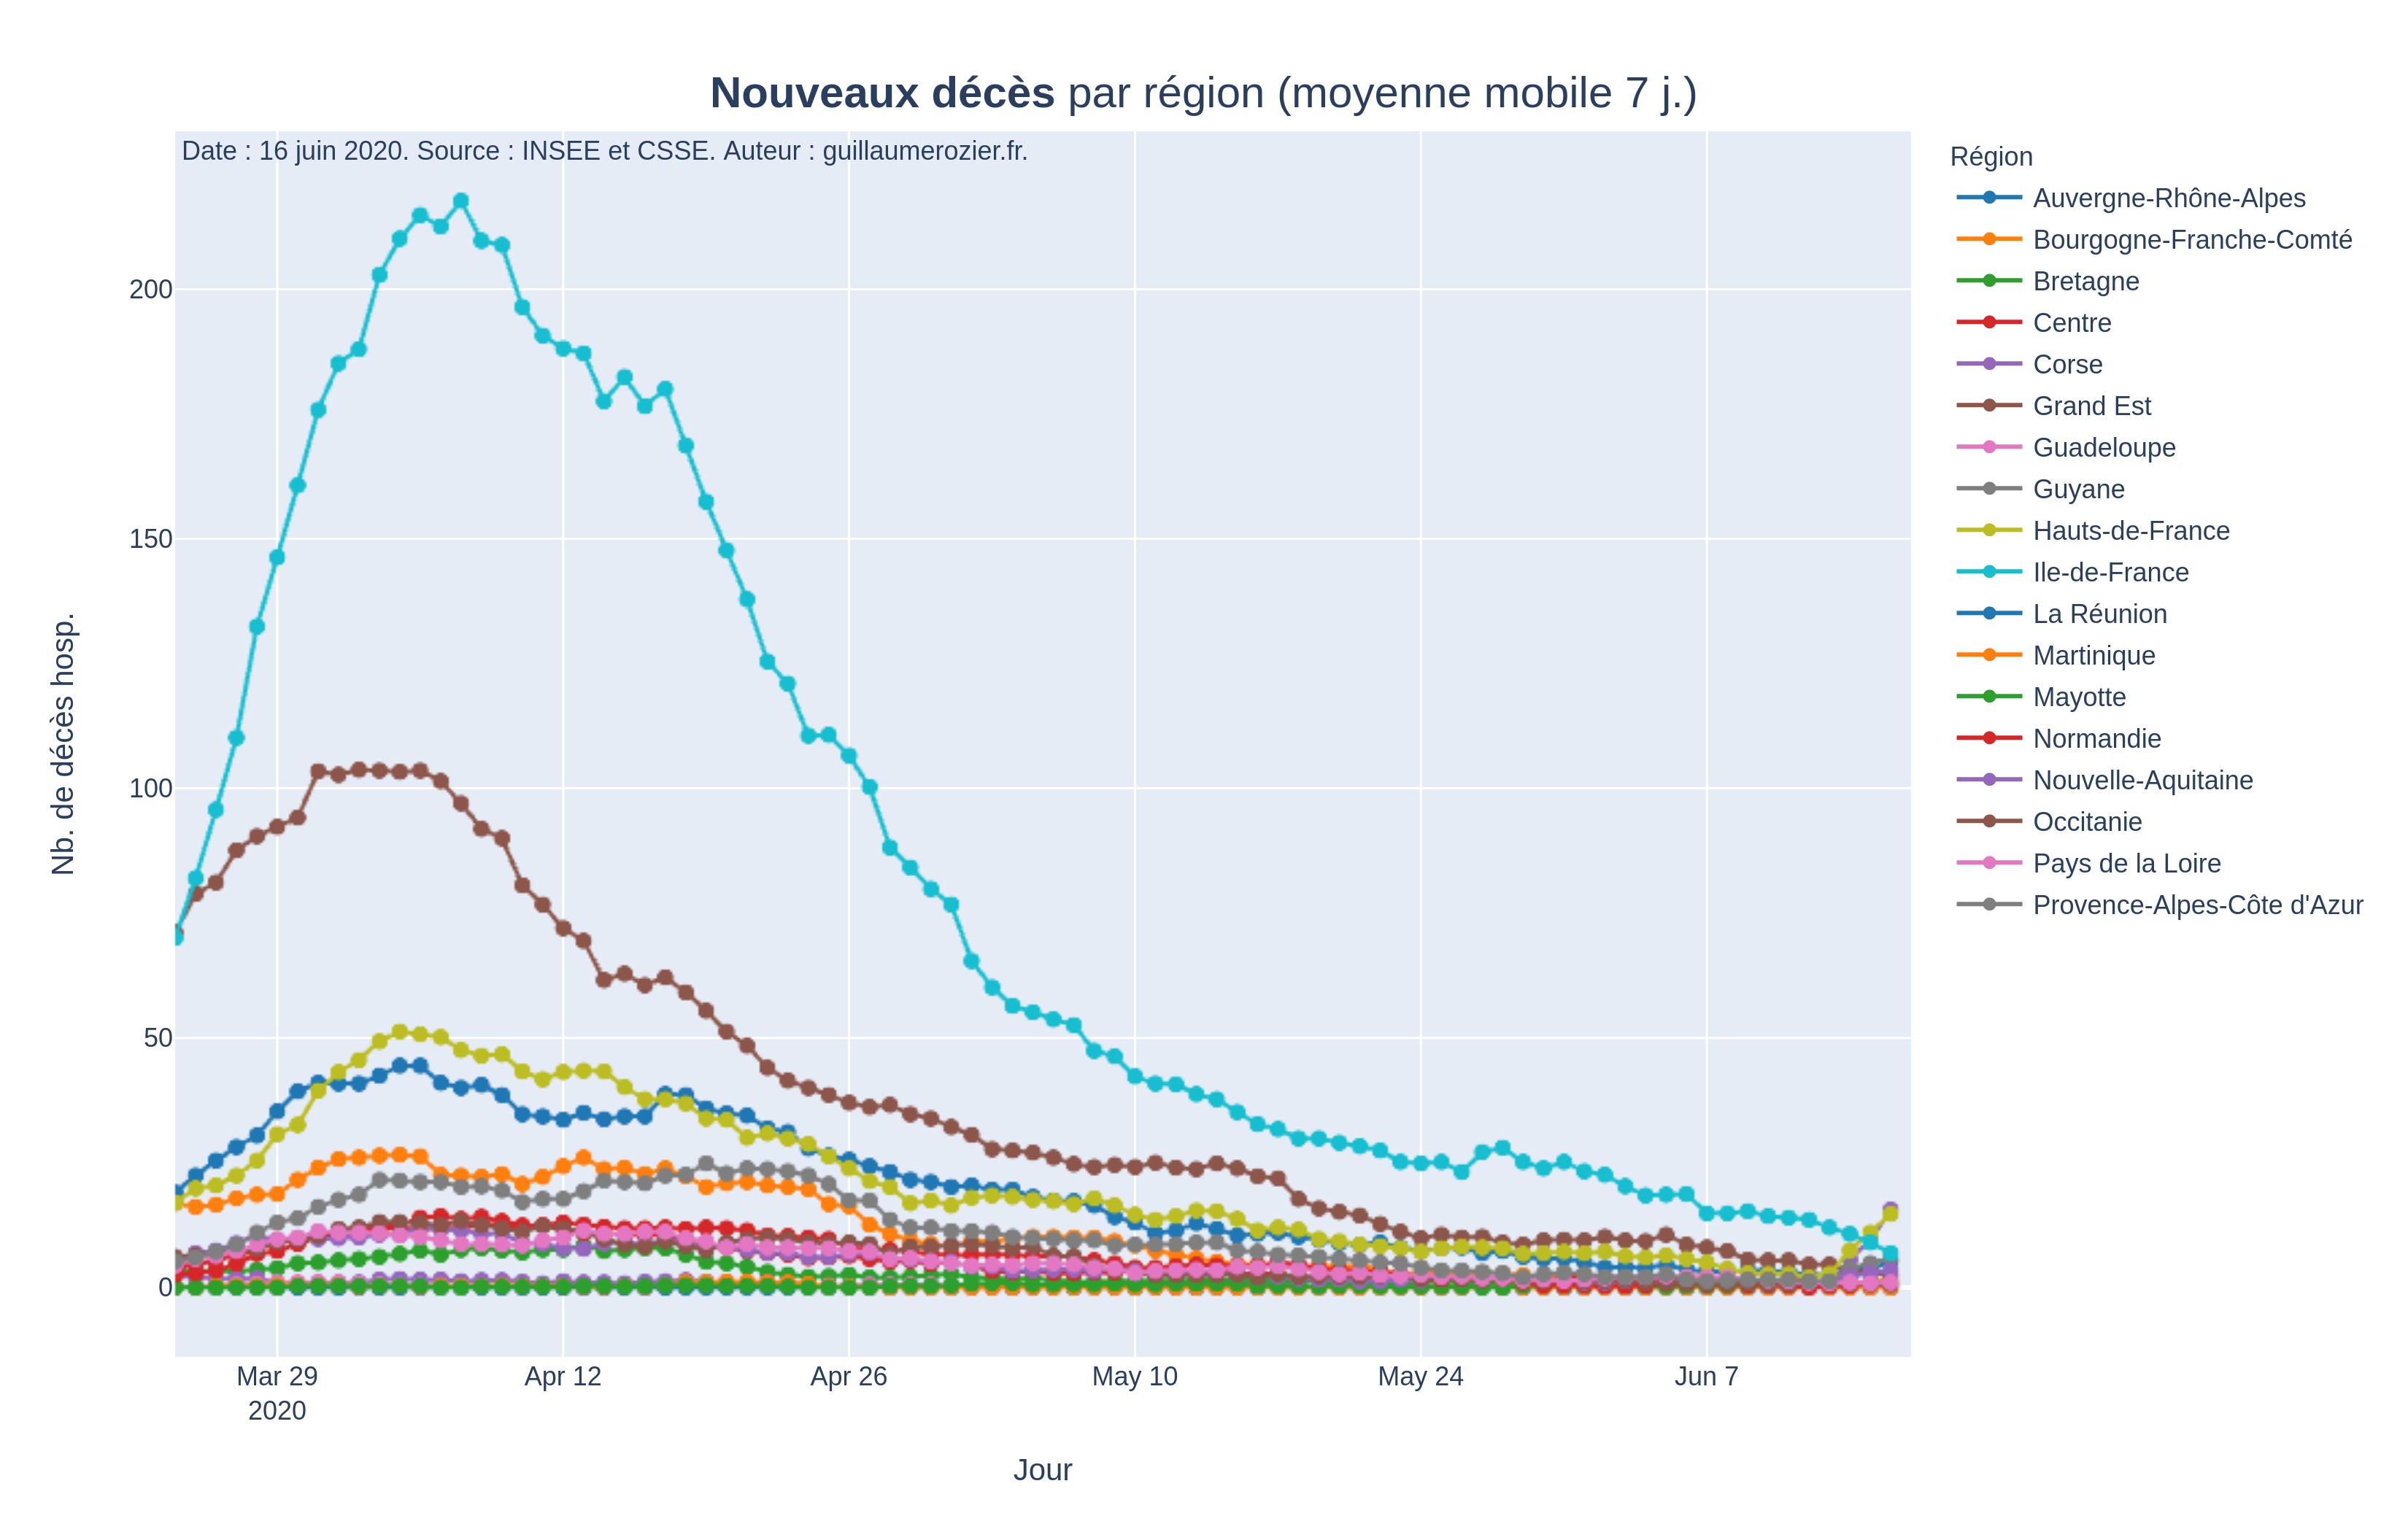 Nouveaux décès par région (moyenne mobile 7 j.)
Date : 16 juin 2020. Source : INSEE et CSSE. Auteur : guillaumerozier.fr.
Nb. de décès hosp.
200
150
100
50
0
Mar 29
2020
Apr 12
Apr 26
May 10
May 24
Jun 7
Jour
Région
Auvergne-Rhône-Alpes
Bourgogne-Franche-Comté
Bretagne
Centre
Corse
Grand Est
Guadeloupe
Guyane
Hauts-de-France
Ile-de-France
La Réunion
Martinique
Mayotte
Normandie
Nouvelle-Aquitaine
Occitanie
Pays de la Loire
Provence-Alpes-Côte d'Azur